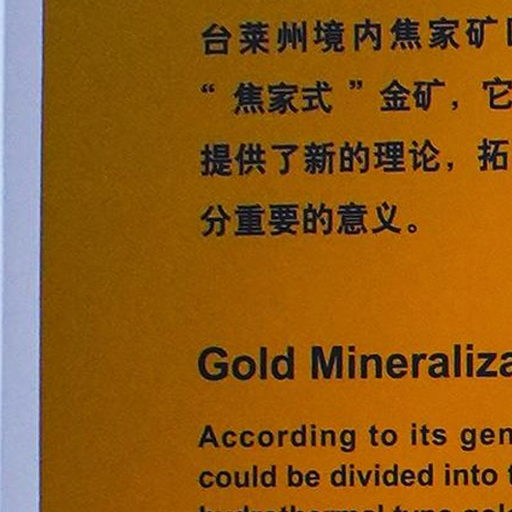 台莱州境内焦家矿
“焦家式”金矿，它
提供了新的理论，拓
分重要的意义。
Gold Mineraliza
According to its gen
could be divided into